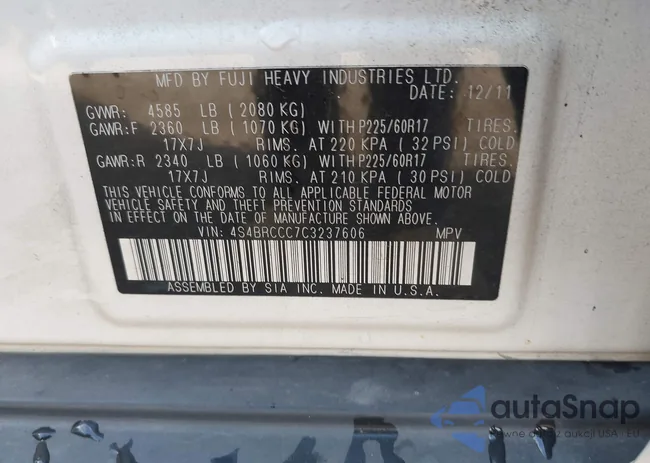 MFD BY FUJI HEAVY INDUSTRIES LTD.
DATE: 12/11
GVWR: 4585 LB ( 2080 KG)
GAWR:F 2360 LB ( 1070 KG) WITH P225/60R17 TIRES.
17X7J RIMS. AT 220 KPA ( 32 PSI) COLD
GAWR:R 2340 LB ( 1060 KG) WITH P225/60R17 TIRES.
17X7J RIMS. AT 210 KPA ( 30 PSI) COLD
THIS VEHICLE CONFORMS TO ALL APPLICABLE FEDERAL MOTOR
VEHICLE SAFETY AND THEFT PREVENTION STANDARDS
IN EFFECT ON THE DATE OF MANUFACTURE SHOWN ABOVE.
VIN: 4S4BRCCC7C3237606 MPV
ASSEMBLED BY SIA INC. MADE IN U.S.A.
autaSnap
aut z USA - EU